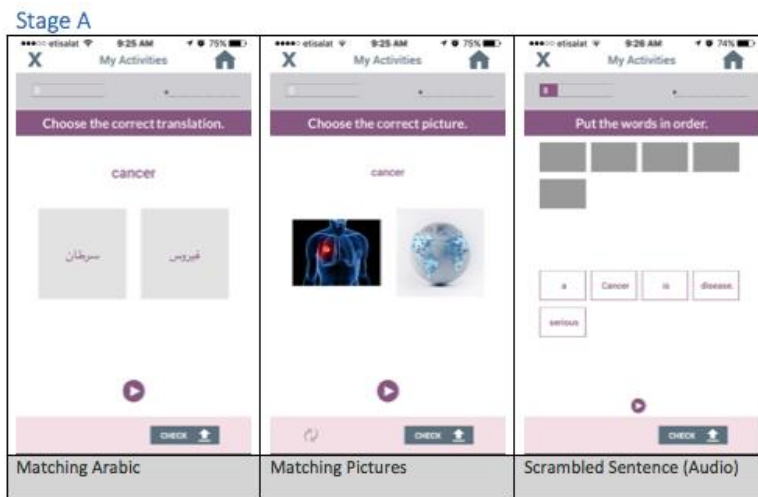 Stage A
etisalat 9:25 AM 75%
X My Activities
Choose the correct translation.
cancer
سرطان
فيروس
CHECK
Matching Arabic
etisalat 9:25 AM 75%
X My Activities
Choose the correct picture.
cancer
CHECK
Matching Pictures
etisalat 9:26 AM 74%
X My Activities
Put the words in order.
a Cancer is disease.
serious
CHECK
Scrambled Sentence (Audio)